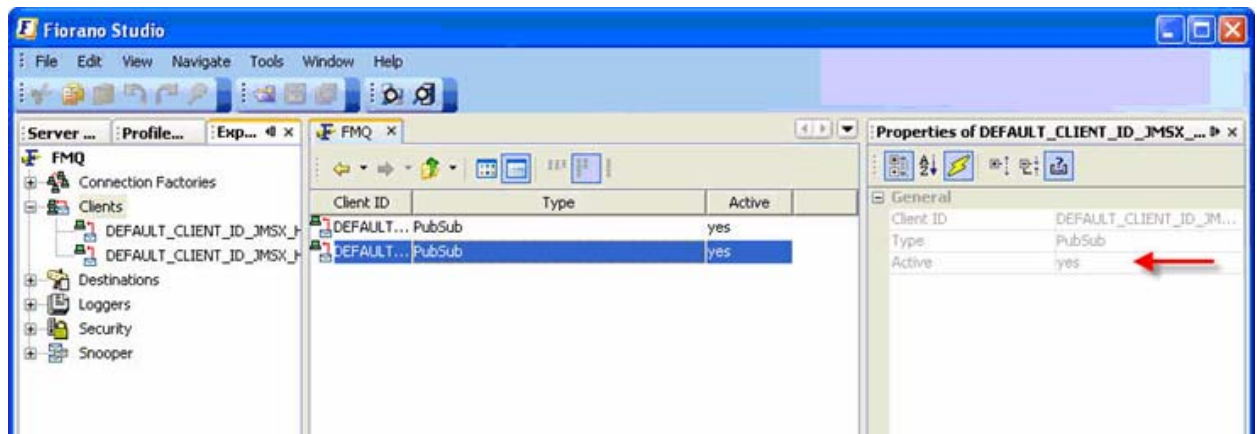 Fiorano Studio
File Edit View Navigate Tools Window Help
Server ... Profile... Exp...
FMQ
Connection Factories
Clients
DEFAULT_CLIENT_ID_JMSX_H
DEFAULT_CLIENT_ID_JMSX_H
Destinations
Loggers
Security
Snooper
FMQ
Client ID Type Active
DEFAULT... PubSub yes
DEFAULT... PubSub yes
Properties of DEFAULT_CLIENT_ID_JMSX_...
General
Client ID DEFAULT_CLIENT_ID_JM...
Type PubSub
Active yes